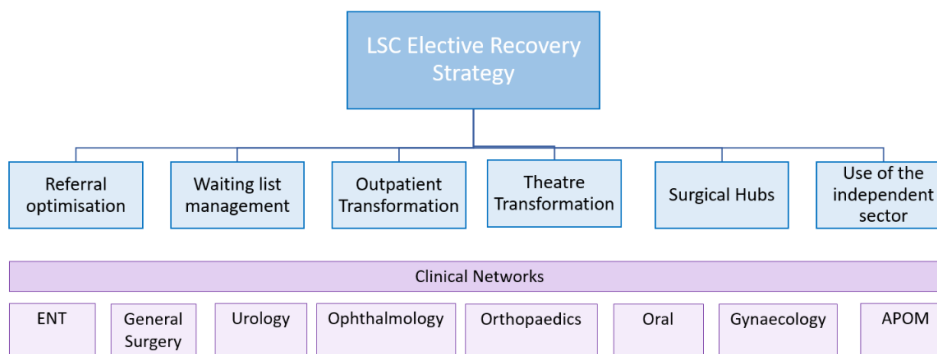 LSC Elective Recovery
Strategy
Referral
optimisation
Waiting list
management
Outpatient
Transformation
Theatre
Transformation
Surgical Hubs
Use of the
independent
sector
Clinical Networks
ENT
General
Surgery
Urology
Ophthalmology
Orthopaedics
Oral
Gynaecology
APOM